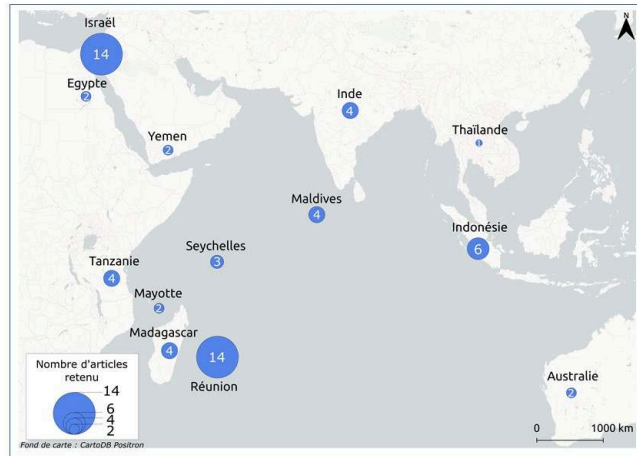 Israël
14
N
Egypte
2
Inde
4
Yemen
2
Thaïlande
1
Maldives
4
Indonésie
6
Seychelles
3
Tanzanie
4
Mayotte
2
Madagascar
4
14
Réunion
Australie
2
Nombre d'articles
retenu
14
6
4
2
0 1000 km
Fond de carte : CartoDB Positron